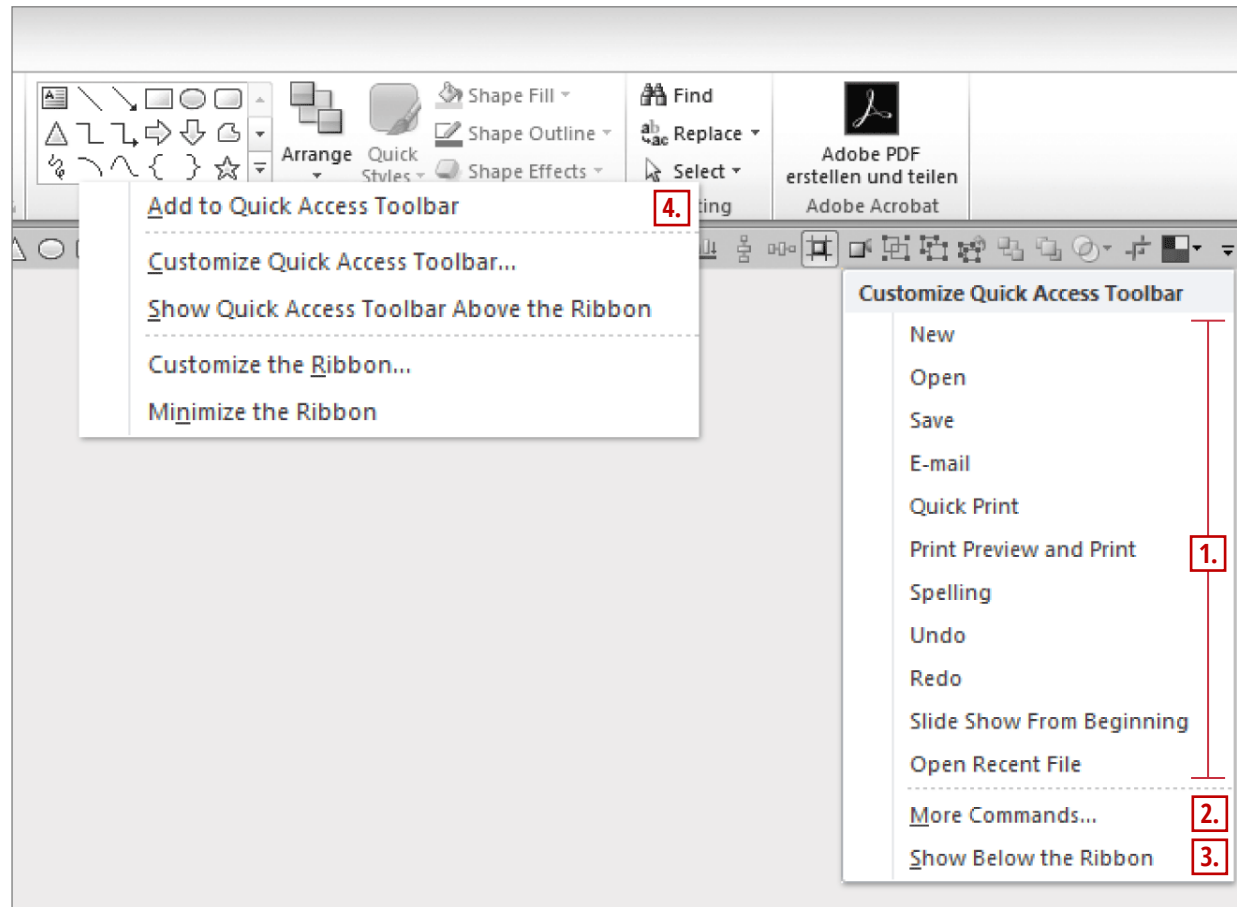 Shape Fill
Find
Shape Outline
ab
ac
Replace
Arrange
Quick
Styles
Adobe PDF
erstellen und teilen
Shape Effects
Select
Add to Quick Access Toolbar
4.
Adobe Acrobat
Customize Quick Access Toolbar...
Show Quick Access Toolbar Above the Ribbon
Customize the Ribbon...
Minimize the Ribbon
Customize Quick Access Toolbar
New
Open
Save
E-mail
Quick Print
Print Preview and Print
1.
Spelling
Undo
Redo
Slide Show From Beginning
Open Recent File
More Commands...
2.
Show Below the Ribbon
3.